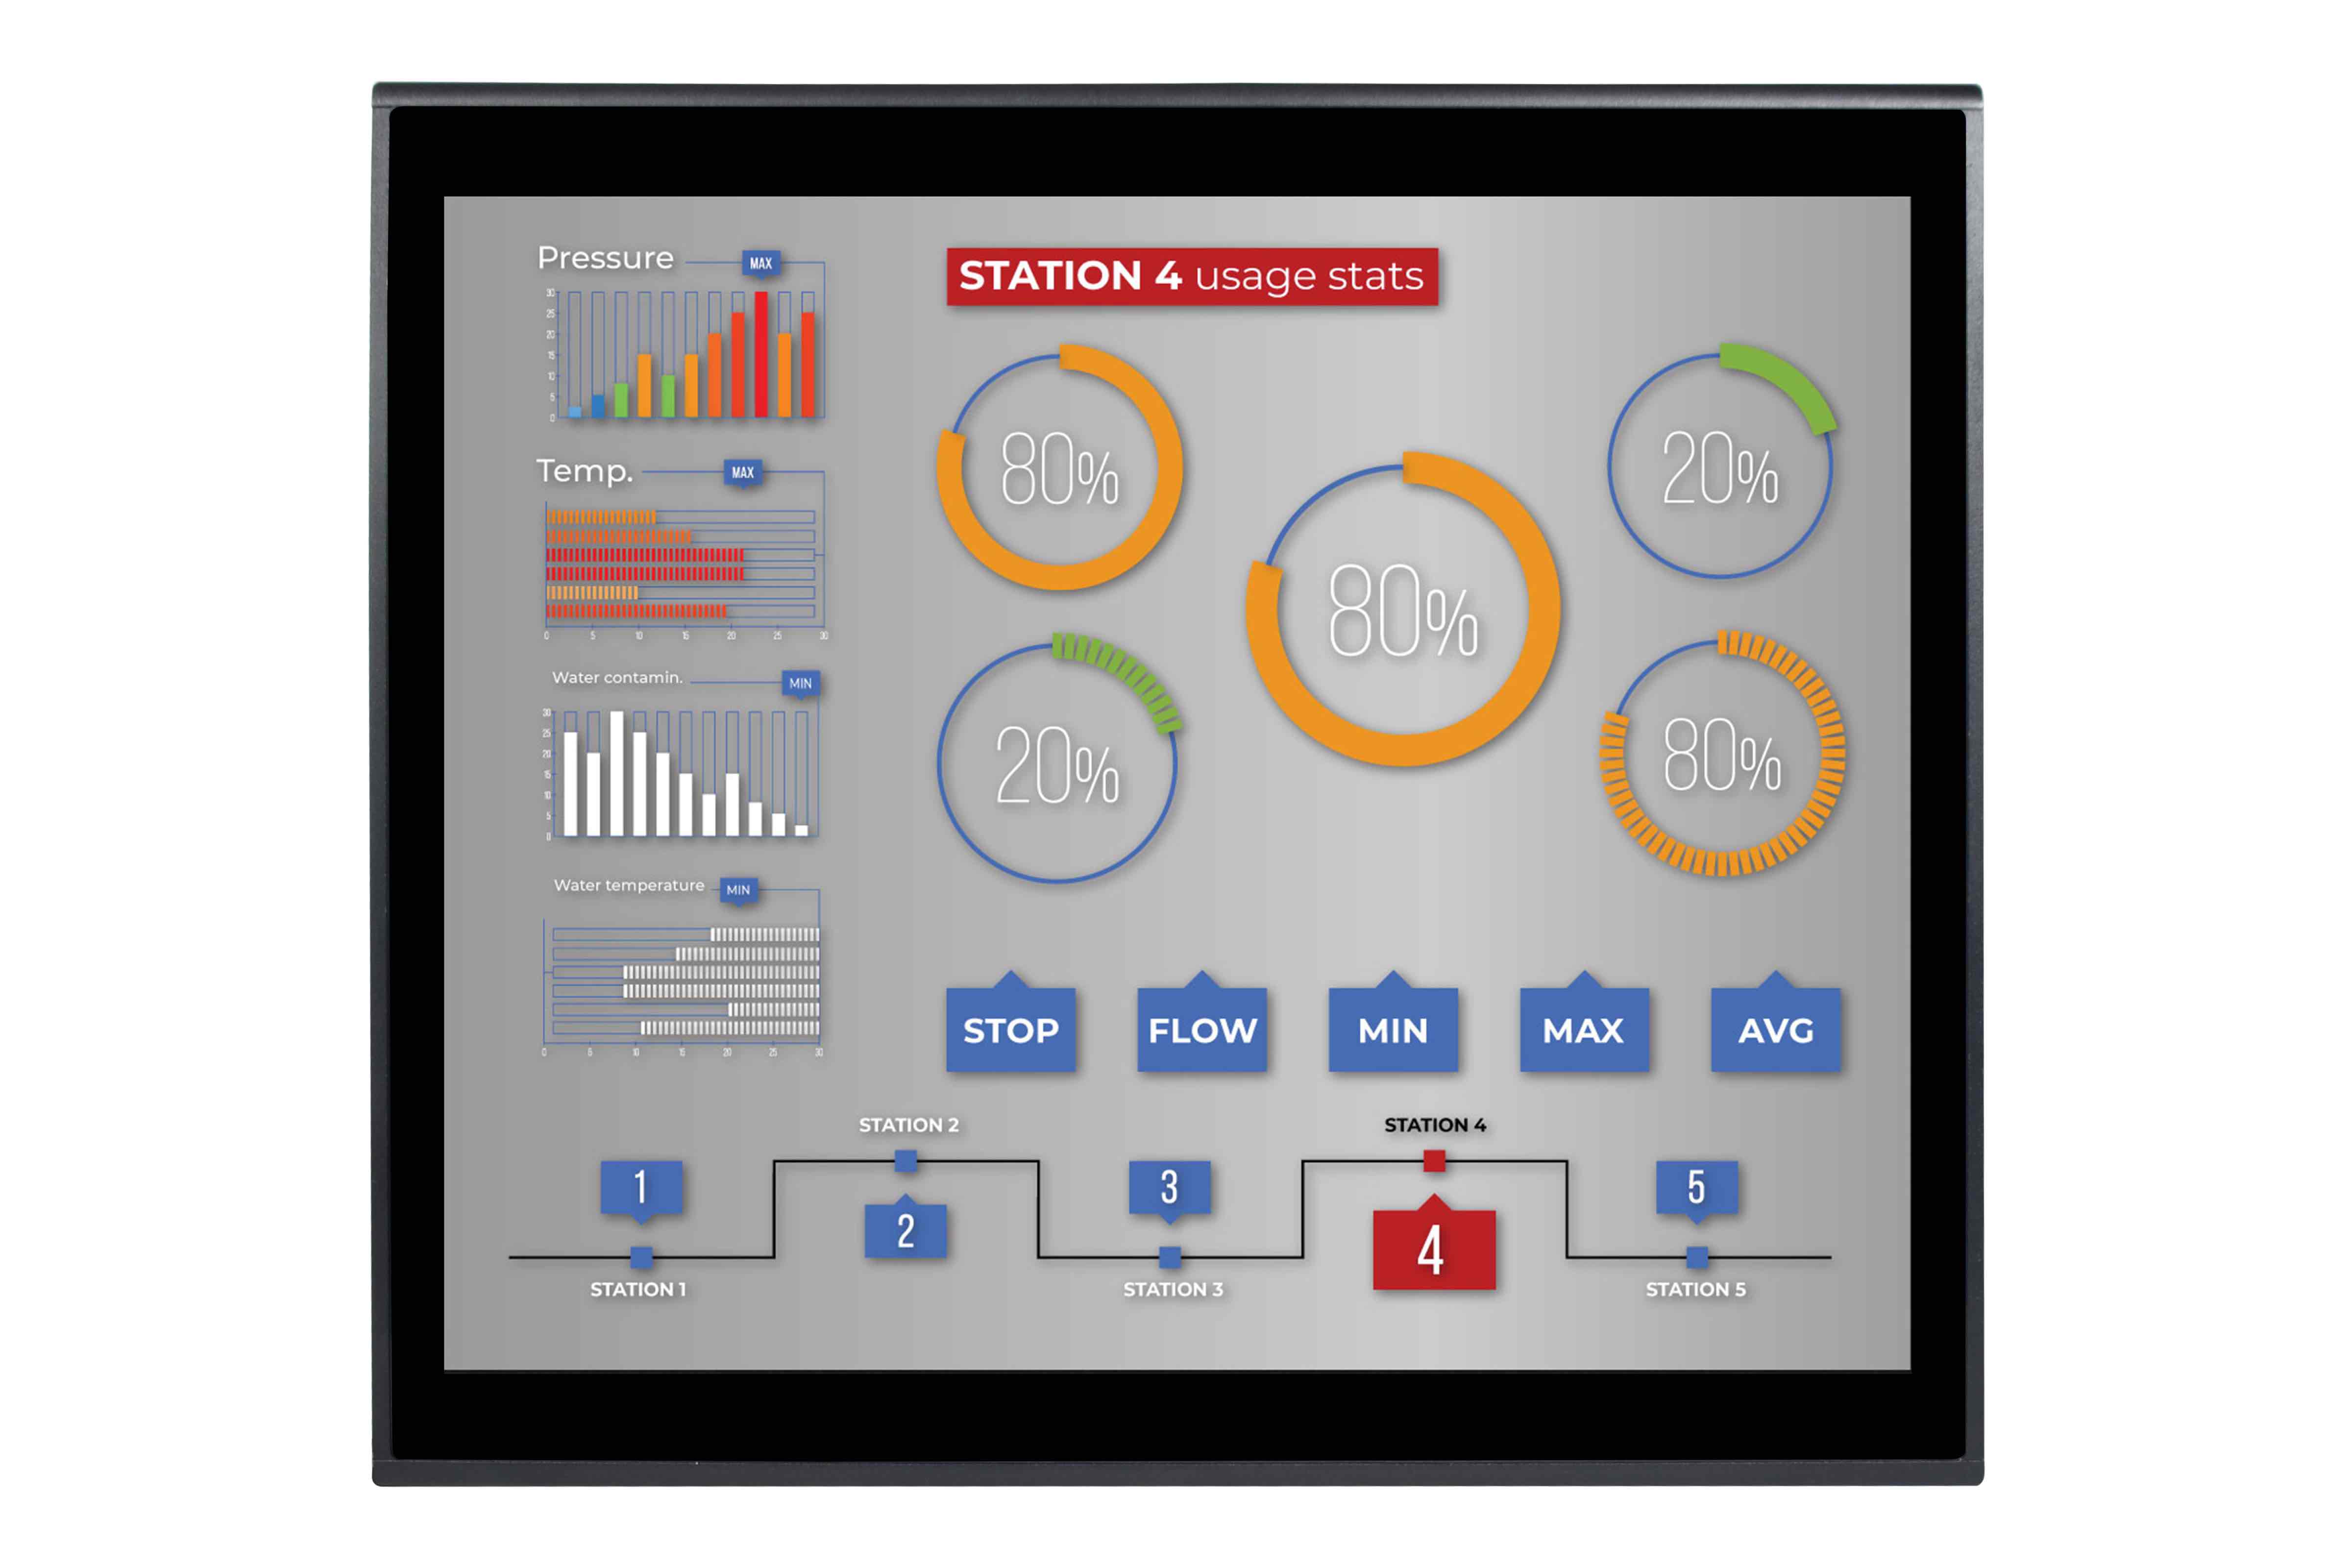 Pressure
MAX
30
25
20
15
10
5
0
Temp.
MAX
0 5 10 15 20 25 30
Water contamin.
MIN
30
25
20
15
10
5
0
Water temperature
MIN
0 5 10 15 20 25 30
STATION 4 usage stats
80%
20%
80%
20%
80%
STOP FLOW MIN MAX AVG
STATION 2 STATION 4
1 3 5
2 4
STATION 1 STATION 3 STATION 5